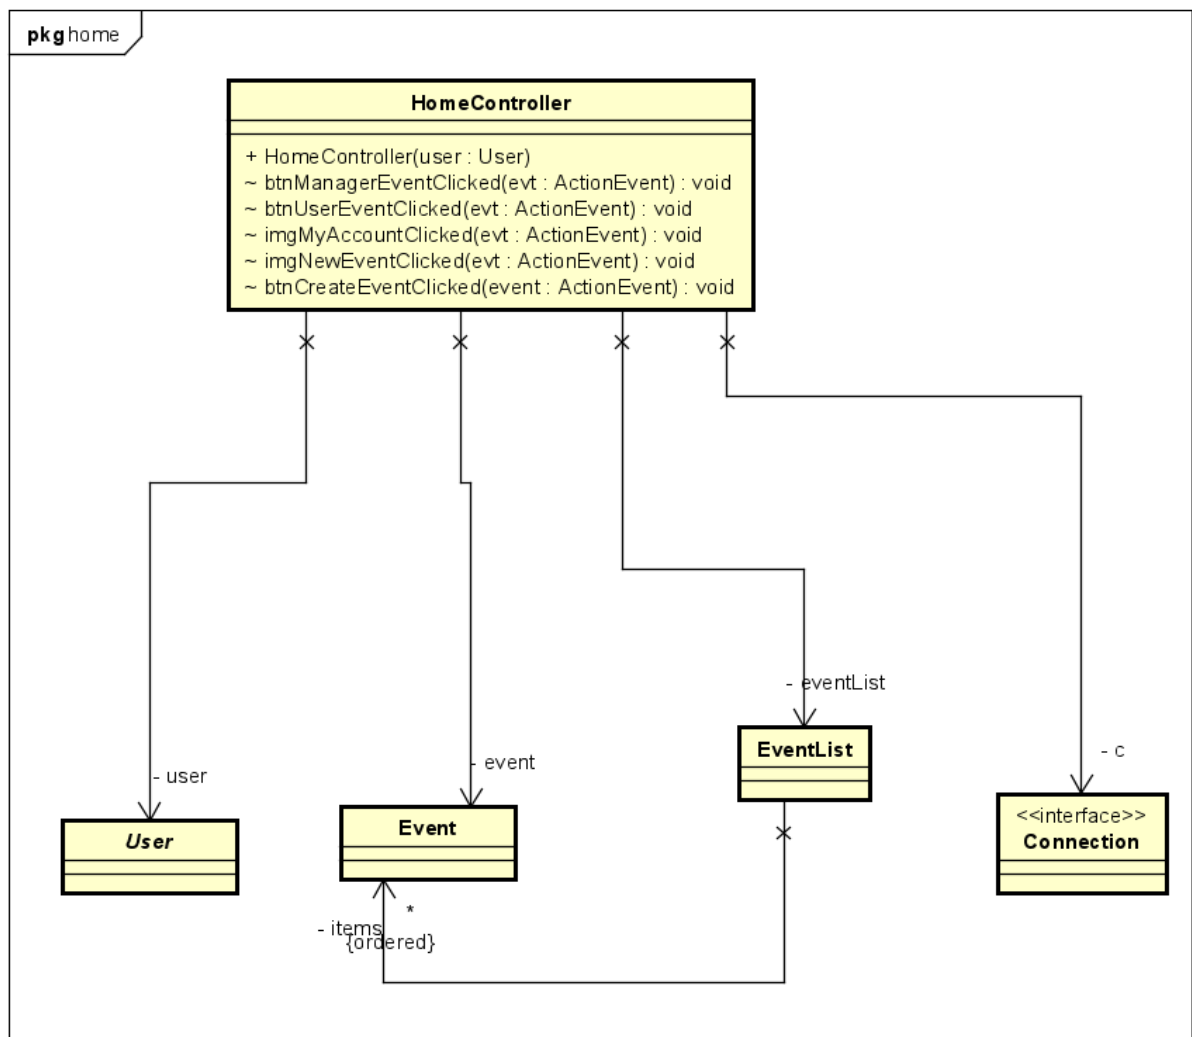 pkg home
HomeController
+ HomeController(user : User)
~ btnManagerEventClicked(evt : ActionEvent) : void
~ btnUserEventClicked(evt : ActionEvent) : void
~ imgMyAccountClicked(evt : ActionEvent) : void
~ imgNewEventClicked(evt : ActionEvent) : void
~ btnCreateEventClicked(event : ActionEvent) : void
- eventList
EventList
- c
<<interface>>
Connection
- user
User
- event
Event
*
- items
{ordered}